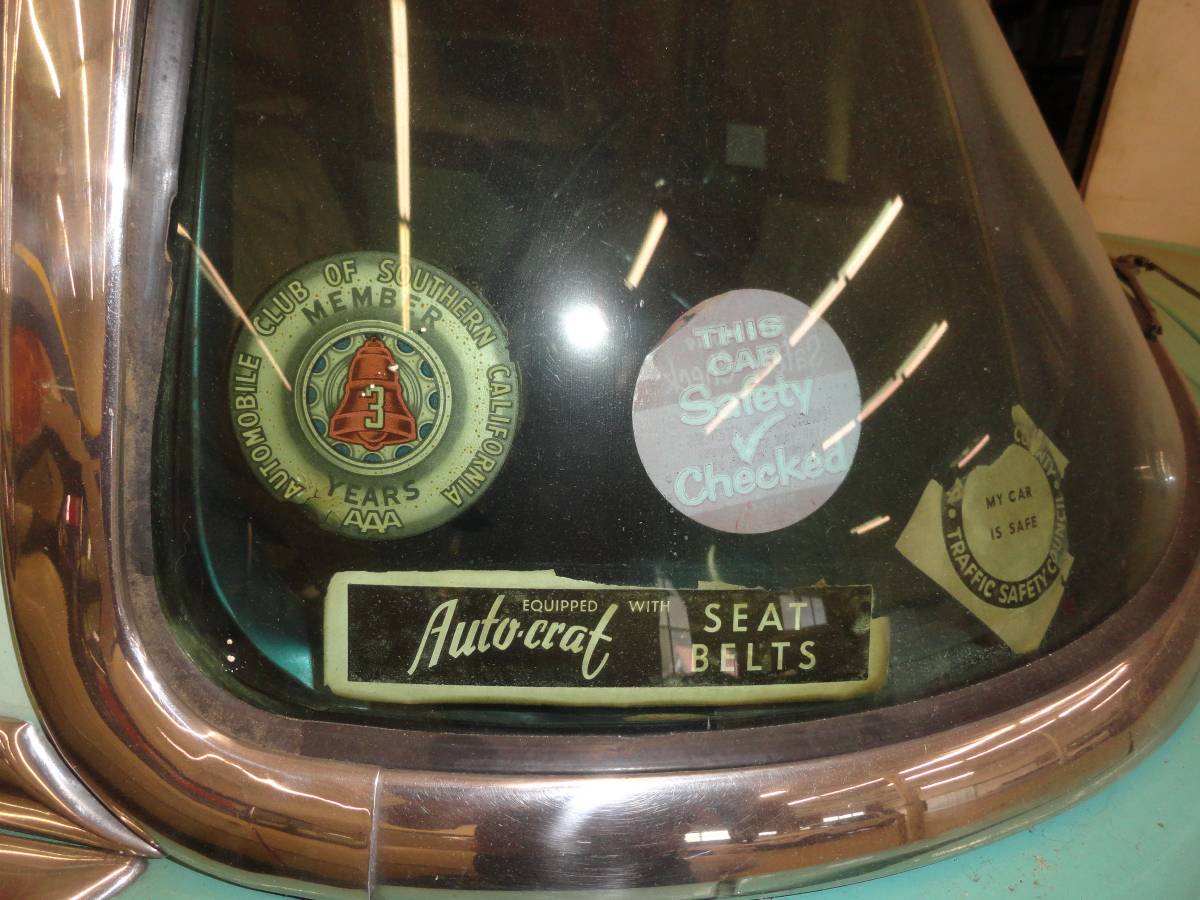 AUTOMOBILE CLUB OF SOUTHERN CALIFORNIA
MEMBER
3
YEARS
AAA
THIS
CAR
Safety
Checked
EQUIPPED WITH
Auto-craft
SEAT
BELTS
COUNTY
TRAFFIC SAFETY COUNCIL
MY CAR
IS SAFE